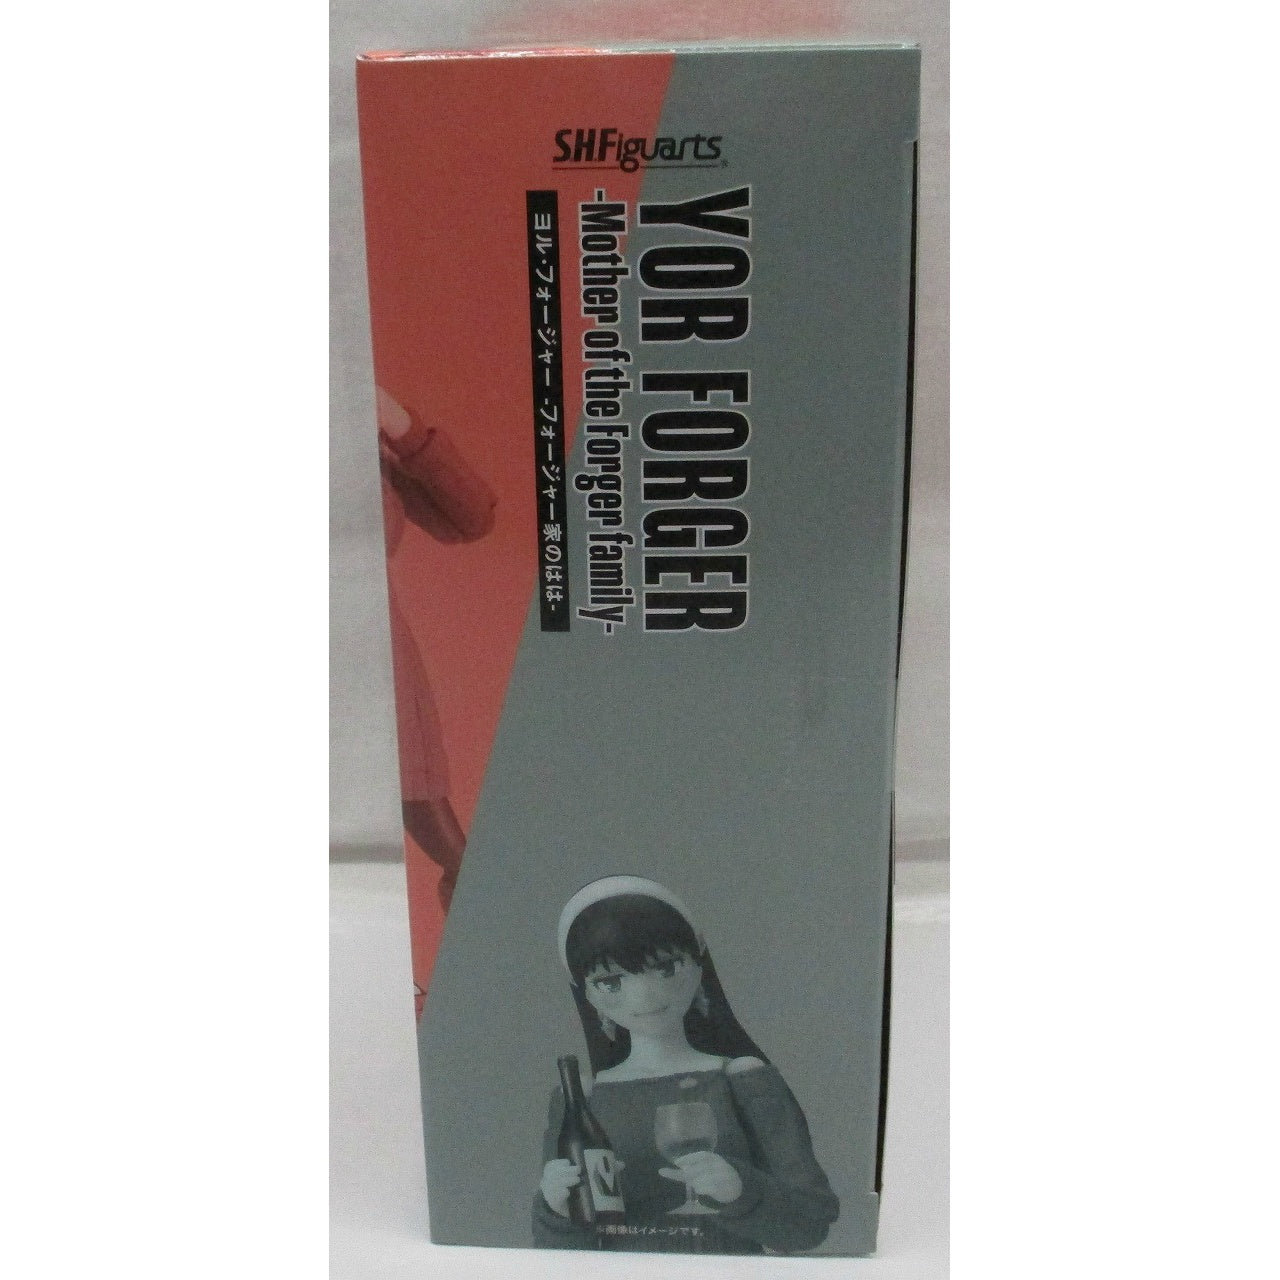 S.H.Figuarts
YOR FORGER
-Mother of the Forger family-
ヨル・フォージャー -フォージャー家のはは-
※画像はイメージです。